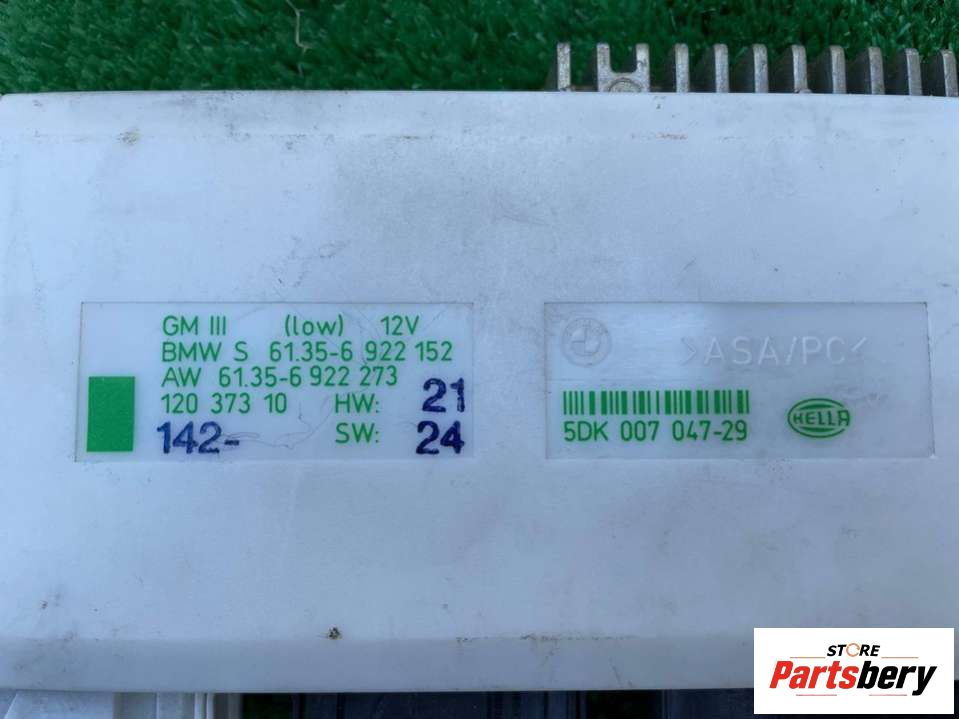 GM III (low) 12V
BMW S 61.35-6 922 152
AW 61.35-6 922 273
120 373 10 HW: 21
142- SW: 24
BMW
>ASA/PC<
5DK 007 047-29
HELLA
STORE
Partsbery